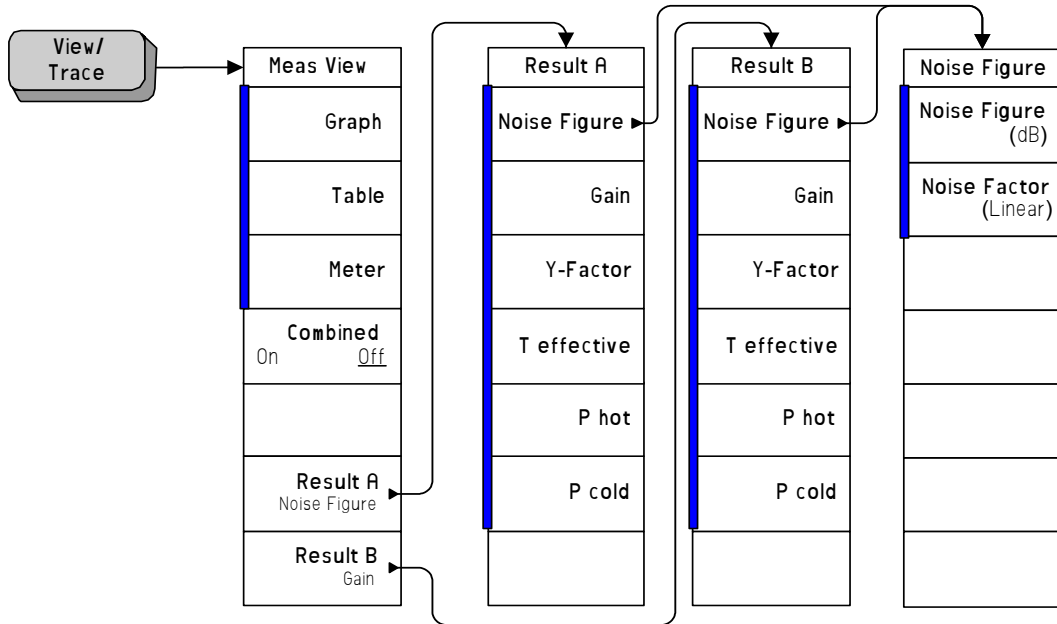 View/
Trace
Meas View
Graph
Table
Meter
Combined
On Off
Result A
Noise Figure
Result B
Gain
Result A
Noise Figure
Gain
Y-Factor
T effective
P hot
P cold
Result B
Noise Figure
Gain
Y-Factor
T effective
P hot
P cold
Noise Figure
Noise Figure
(dB)
Noise Factor
(Linear)